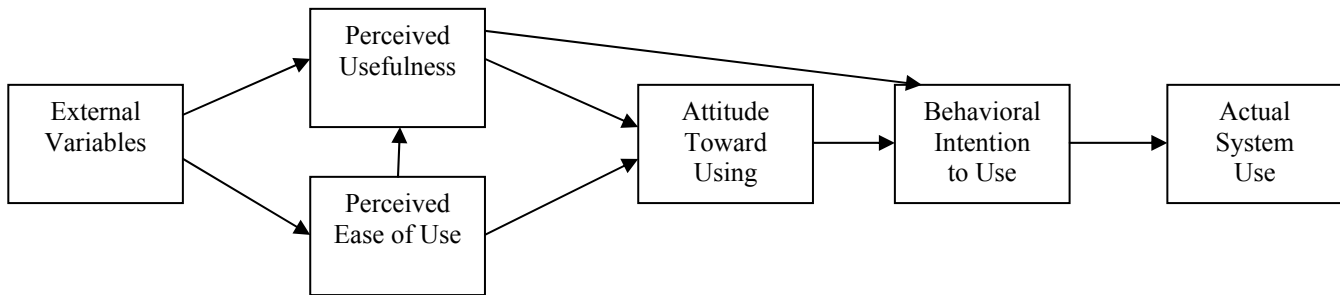 External
Variables
Perceived
Usefulness
Perceived
Ease of Use
Attitude
Toward
Using
Behavioral
Intention
to Use
Actual
System
Use